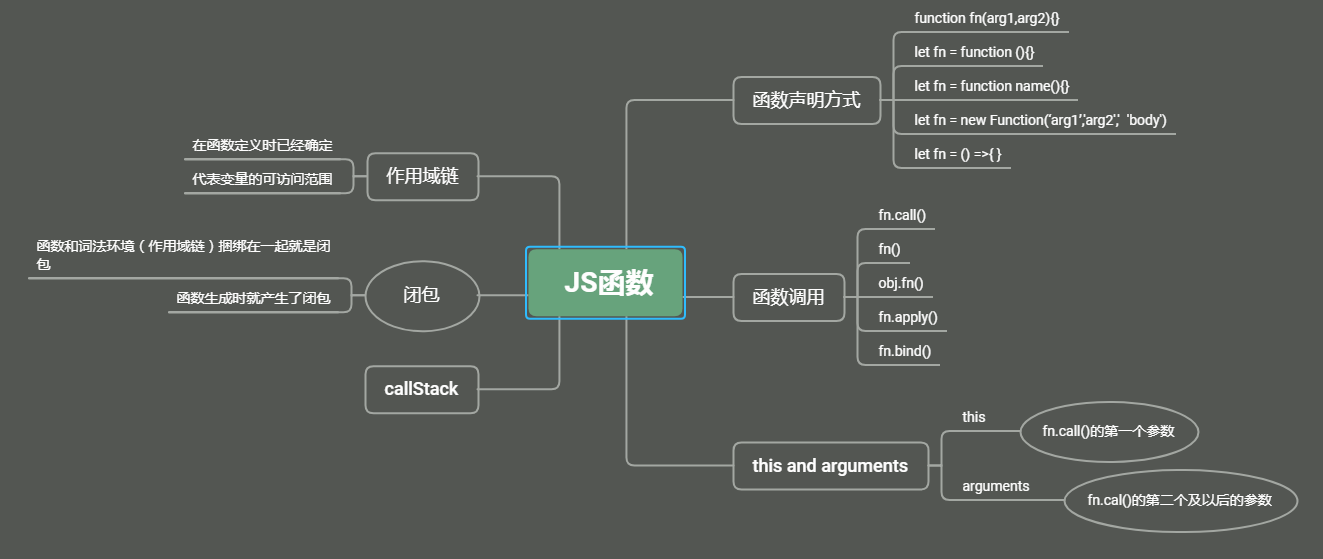 JS函数
函数声明方式
function fn(arg1,arg2){}
let fn = function (){}
let fn = function name(){}
let fn = new Function('arg1','arg2',' 'body')
let fn = () =>{ }
函数调用
fn.call()
fn()
obj.fn()
fn.apply()
fn.bind()
this and arguments
this
fn.call()的第一个参数
arguments
fn.cal()的第二个及以后的参数
作用域链
在函数定义时已经确定
代表变量的可访问范围
闭包
函数和词法环境（作用域链）捆绑在一起就是闭
包
函数生成时就产生了闭包
callStack